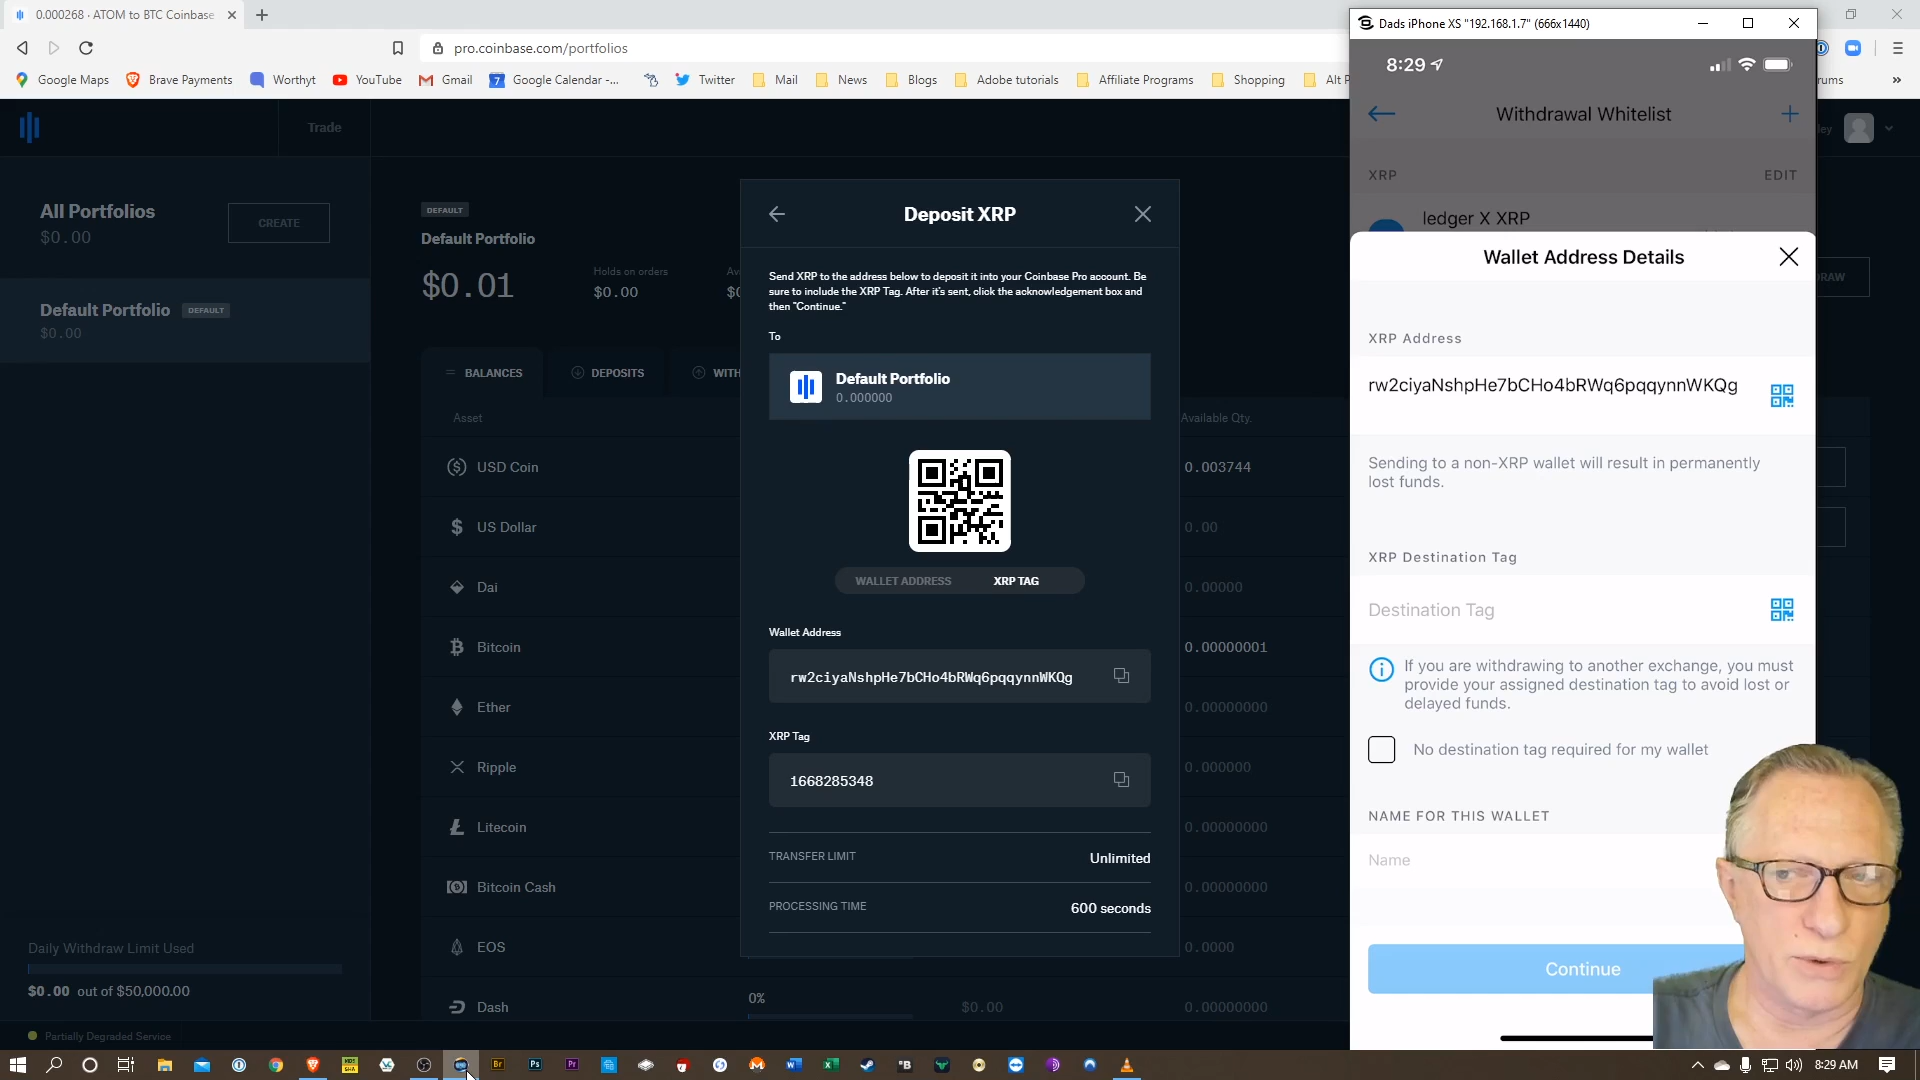 0.000268 · ATOM to BTC Coinbase
pro.coinbase.com/portfolios
Google Maps
Brave Payments
Worthyt
YouTube
Gmail
7
Google Calendar -...
Twitter
Mail
News
Blogs
Adobe tutorials
Affiliate Programs
Shopping
Alt P
rums
»
Trade
ley
All Portfolios
$0.00
CREATE
Default Portfolio DEFAULT
$0.00
DEFAULT
Default Portfolio
$0.01
Holds on orders
$0.00
Av
$0
RAW
BALANCES
DEPOSITS
WITH
Asset
Available Qty.
USD Coin
0.003744
US Dollar
0.00
Dai
0.00000
Bitcoin
0.00000001
Ether
0.00000000
Ripple
0.000000
Litecoin
0.00000000
Bitcoin Cash
0.00000000
EOS
0.0000
Dash
0%
$0.00
0.00000000
Daily Withdraw Limit Used
$0.00 out of $50,000.00
Partially Degraded Service
Deposit XRP
Send XRP to the address below to deposit it into your Coinbase Pro account. Be
sure to include the XRP Tag. After it's sent, click the acknowledgement box and
then "Continue."
To
Default Portfolio
0.000000
WALLET ADDRESS
XRP TAG
Wallet Address
rw2ciyaNshpHe7bCHo4bRWq6pqqynnWKQg
XRP Tag
1668285348
TRANSFER LIMIT
Unlimited
PROCESSING TIME
600 seconds
Dads iPhone XS "192.168.1.7" (666x1440)
8:29
Withdrawal Whitelist
XRP
EDIT
ledger X XRP
Wallet Address Details
XRP Address
rw2ciyaNshpHe7bCHo4bRWq6pqqynnWKQg
Sending to a non-XRP wallet will result in permanently
lost funds.
XRP Destination Tag
Destination Tag
If you are withdrawing to another exchange, you must
provide your assigned destination tag to avoid lost or
delayed funds.
No destination tag required for my wallet
NAME FOR THIS WALLET
Name
Continue
Br
Ps
Pr
8:29 AM